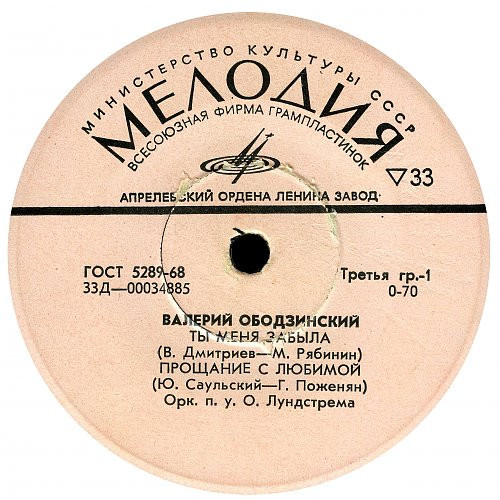 МИНИСТЕРСТВО КУЛЬТУРЫ СССР
МЕЛОДИЯ
ВСЕСОЮЗНАЯ ФИРМА ГРАМПЛАСТИНОК
▽33
АПРЕЛЕВСКИЙ ОРДЕНА ЛЕНИНА ЗАВОД
ГОСТ 5289-68
33Д—00034885
Третья гр.-1
0-70
ВАЛЕРИЙ ОБОДЗИНСКИЙ
ТЫ МЕНЯ ЗАБЫЛА
(В. Дмитриев—М. Рябинин)
ПРОЩАНИЕ С ЛЮБИМОЙ
(Ю. Саульский—Г. Поженян)
Орк. п. у. О. Лундстрема